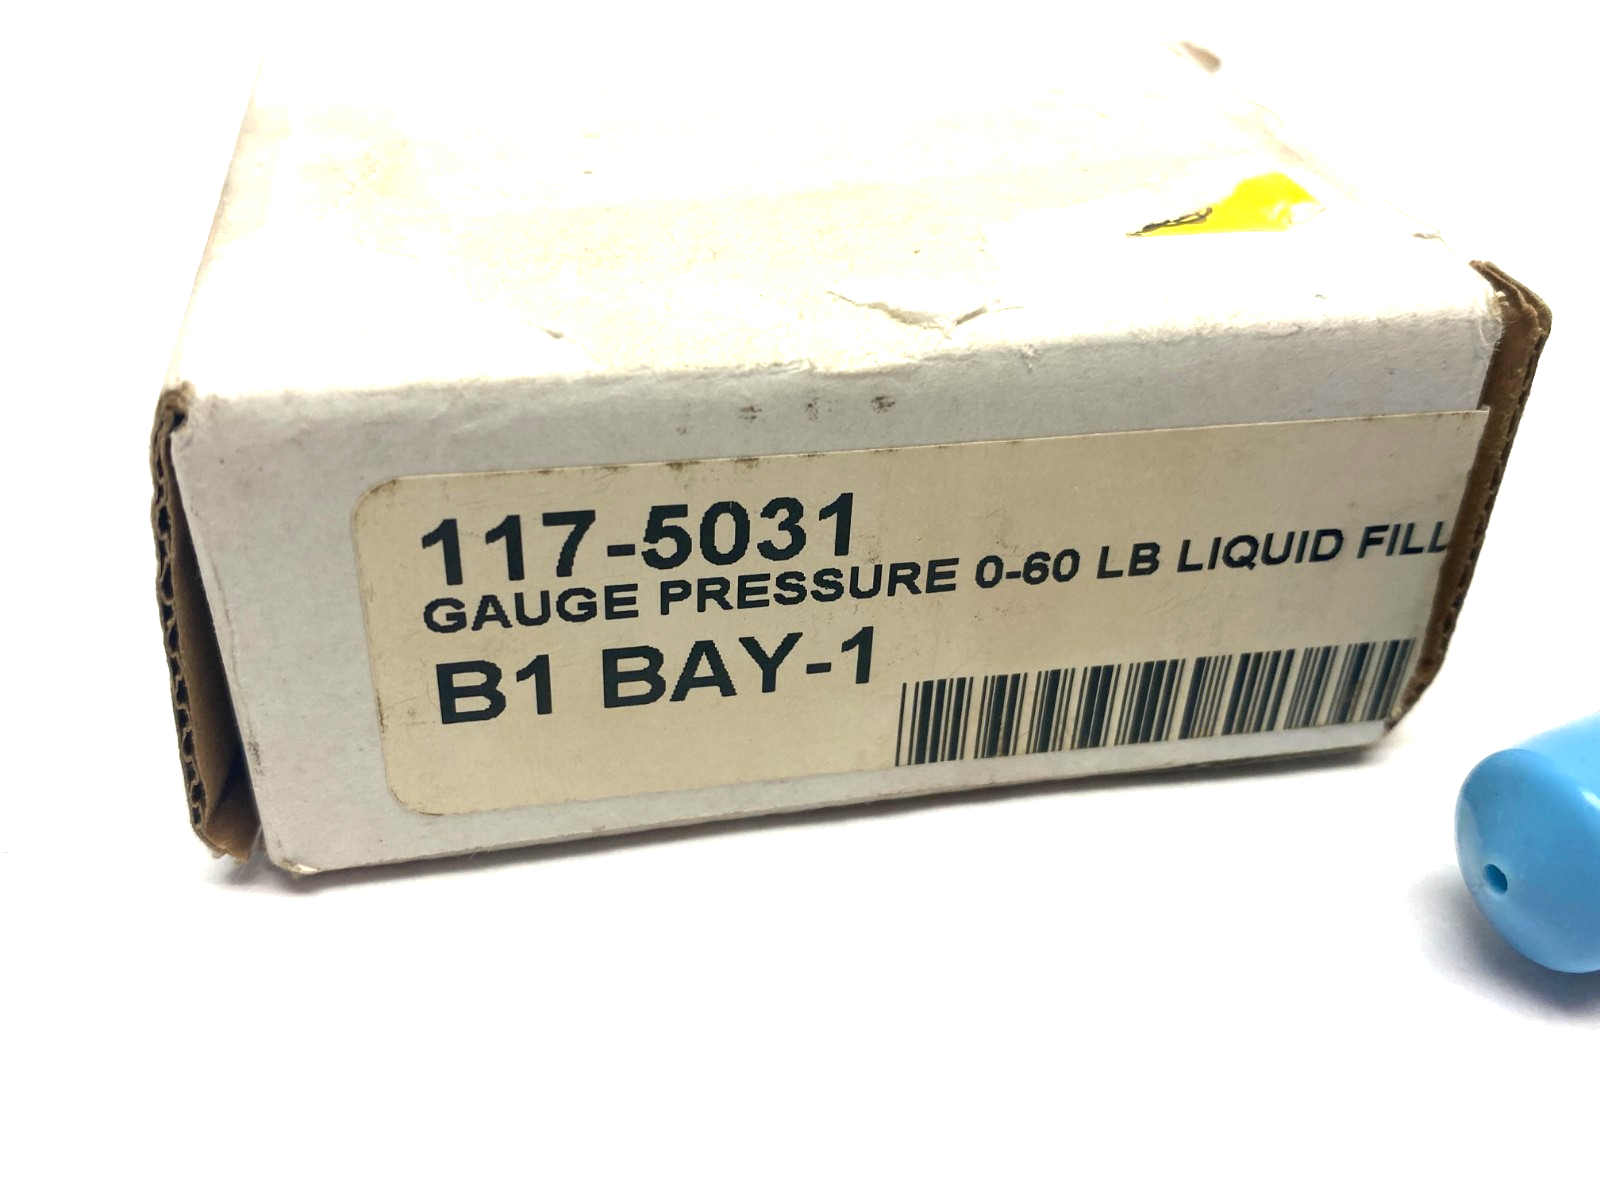 117-5031
GAUGE PRESSURE 0-60 LB LIQUID FILL
B1 BAY-1